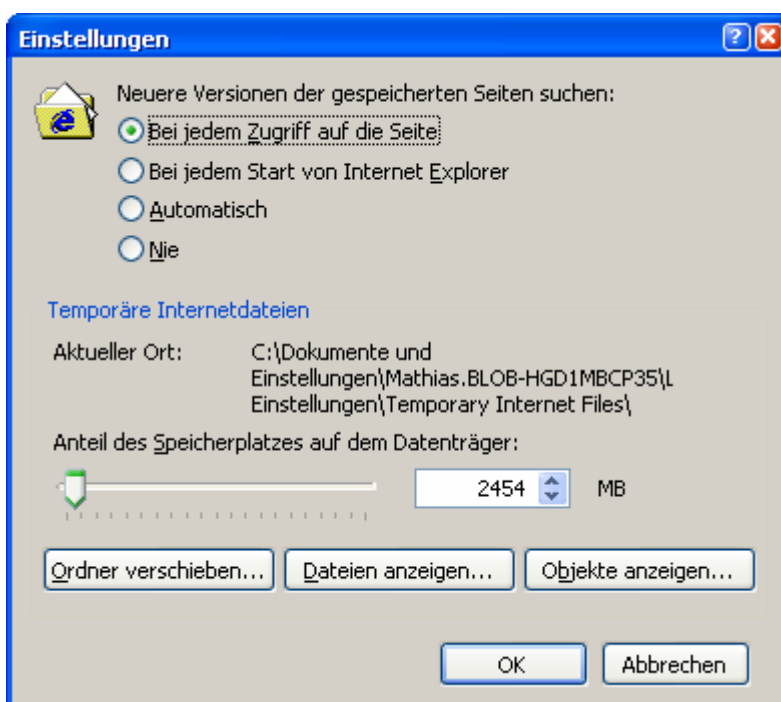 Einstellungen
Neuere Versionen der gespeicherten Seiten suchen:
Bei jedem Zugriff auf die Seite
Bei jedem Start von Internet Explorer
Automatisch
Nie
Temporäre Internetdateien
Aktueller Ort: C:\Dokumente und
Einstellungen\Mathias.BLOB-HGD1MBCP35\L
Einstellungen\Temporary Internet Files\
Anteil des Speicherplatzes auf dem Datenträger:
2454 MB
Ordner verschieben... Dateien anzeigen... Objekte anzeigen...
OK Abbrechen